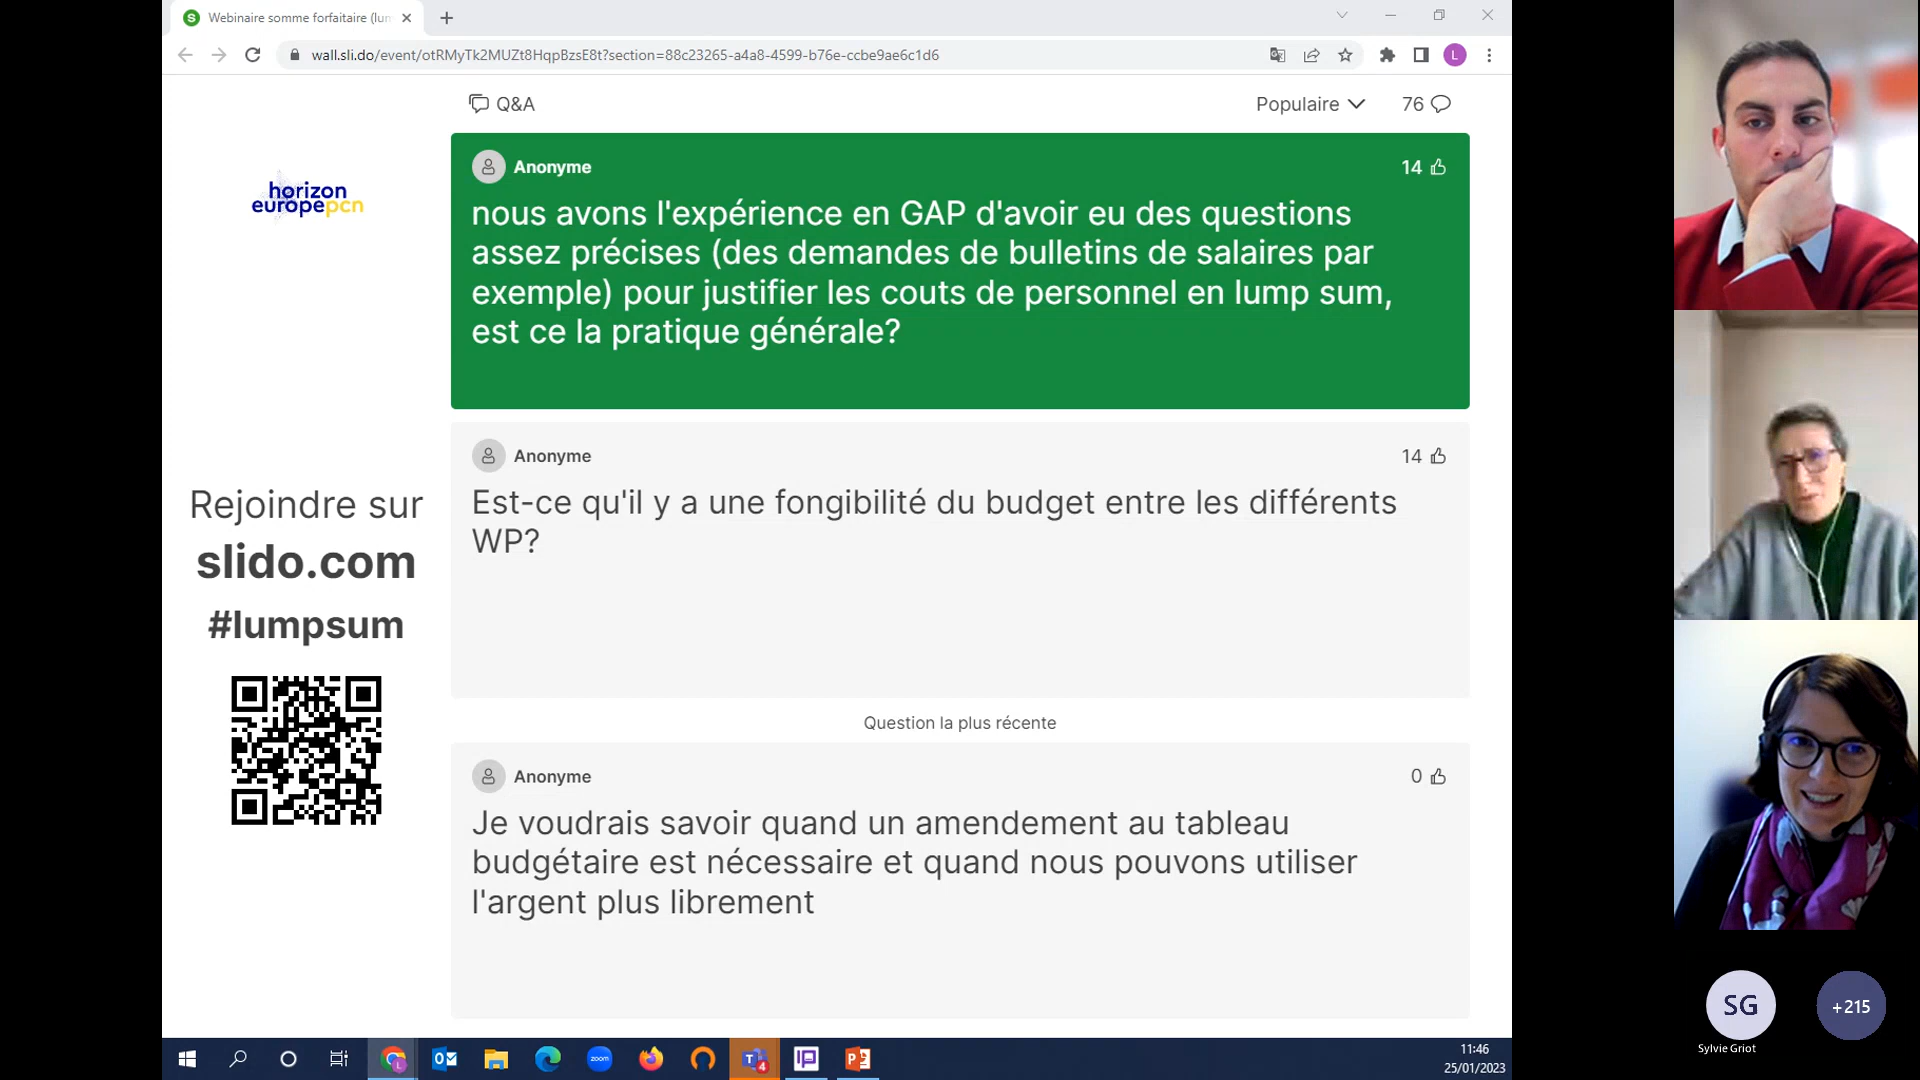 Webinaire somme forfaitaire (lun
wall.sli.do/event/otRMyTk2MUZt8HqpBzsE8t?section=88c23265-a4a8-4599-b76e-ccbe9ae6c1d6
L
Q&A
Populaire
76
horizon
europepcn
Rejoindre sur
slido.com
#lumpsum
Anonyme
14
nous avons l'expérience en GAP d'avoir eu des questions
assez précises (des demandes de bulletins de salaires par
exemple) pour justifier les couts de personnel en lump sum,
est ce la pratique générale?
Anonyme
14
Est-ce qu'il y a une fongibilité du budget entre les différents
WP?
Question la plus récente
Anonyme
0
Je voudrais savoir quand un amendement au tableau
budgétaire est nécessaire et quand nous pouvons utiliser
l'argent plus librement
SG
Sylvie Griot
+215
zoom
4
11:46
25/01/2023